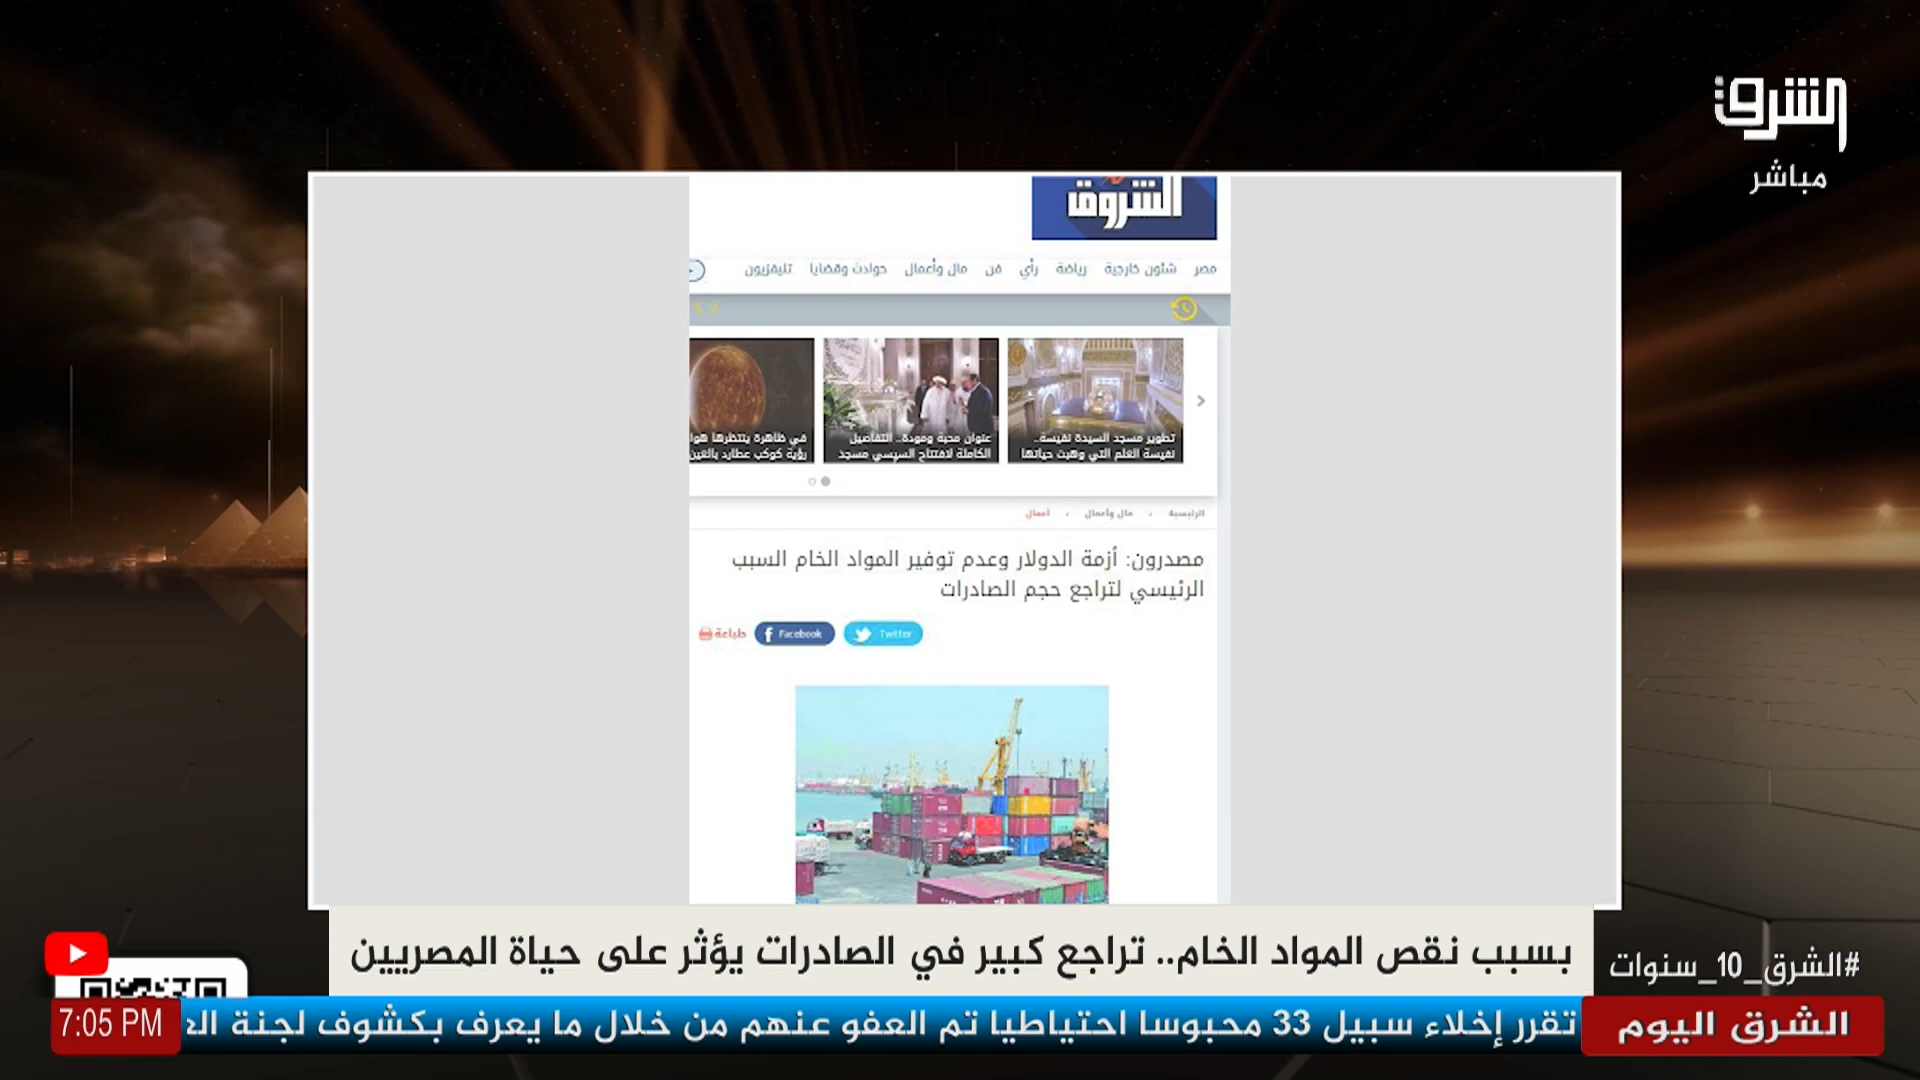 الشرق
مباشر
الشروق
مصر شئون خارجية رياضة رأي فن مال وأعمال حوادث وقضايا تليفزيون
تطوير مسجد السيدة نفيسة..
نفيسة العلم التي وهبت حياتها
عنوان محبة ومودة.. التفاصيل
الكاملة لافتتاح السيسي مسجد
في ظاهرة ينتظرها هوا
رؤية كوكب عطارد بالعين
الرئيسية ‹ مال وأعمال ‹ أعمال
مصدرون: أزمة الدولار وعدم توفير المواد الخام السبب
الرئيسي لتراجع حجم الصادرات
Twitter
Facebook
طباعة
بسبب نقص المواد الخام.. تراجع كبير في الصادرات يؤثر على حياة المصريين
#الشرق_10_سنوات
الشرق اليوم
تقرر إخلاء سبيل 33 محبوسا احتياطيا تم العفو عنهم من خلال ما يعرف بكشوف لجنة الع
7:05 PM